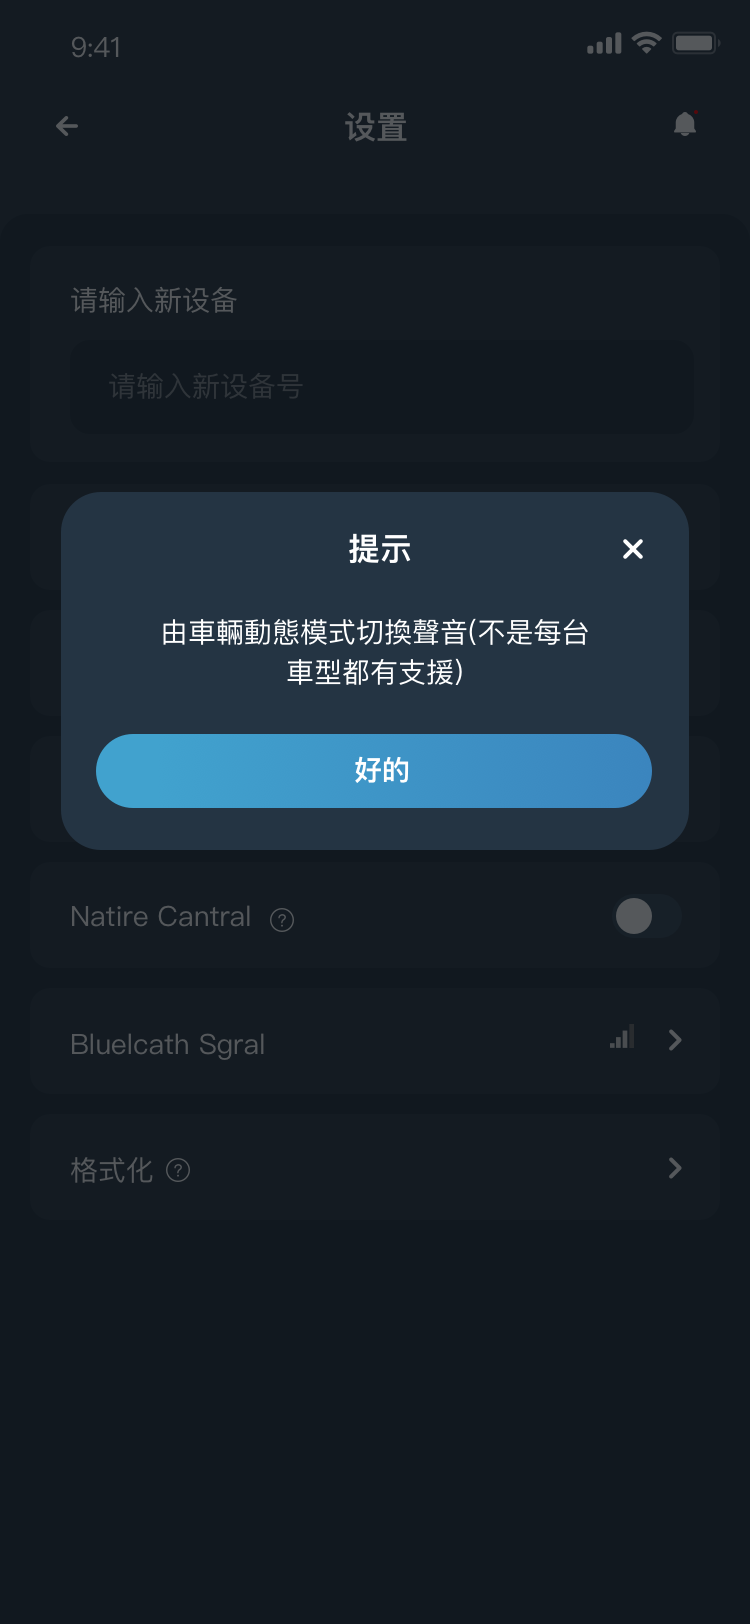 9:41
设置
请输入新设备
请输入新设备号
提示
由車輛動態模式切換聲音(不是每台
車型都有支援)
好的
Natire Cantral ?
Bluelcath Sgral
格式化 ?